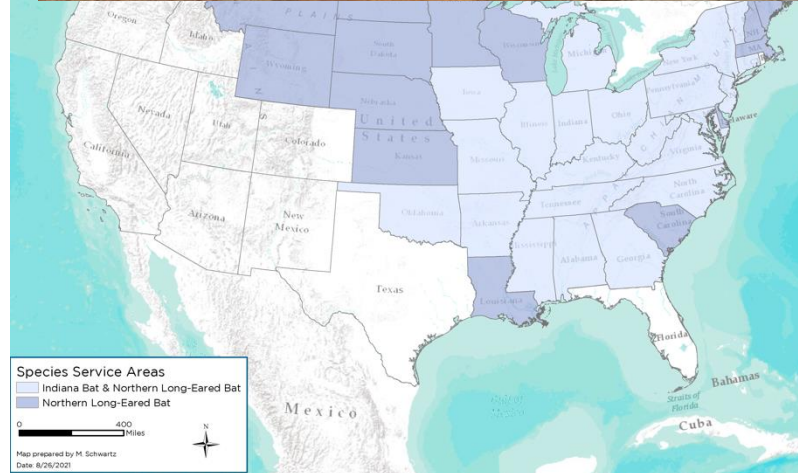 PLAINS
Oregon
Idaho
Wyoming
South
Dakota
Wisconsin
Michigan
New York
NH
MA
Nebraska
Iowa
Pennsylvania
Nevada
Utah
Colorado
United
States
Kansas
Illinois
Indiana
Ohio
Delaware
California
Missouri
Kentucky
Virginia
Arizona
New
Mexico
Oklahoma
Arkansas
Tennessee
North
Carolina
South
Carolina
Mississippi
Alabama
Georgia
Texas
Louisiana
Florida
Mexico
Bahamas
Straits of
Florida
Cuba
Species Service Areas
Indiana Bat & Northern Long-Eared Bat
Northern Long-Eared Bat
0 400
Miles
N
Map prepared by M. Schwartz
Date: 8/26/2021